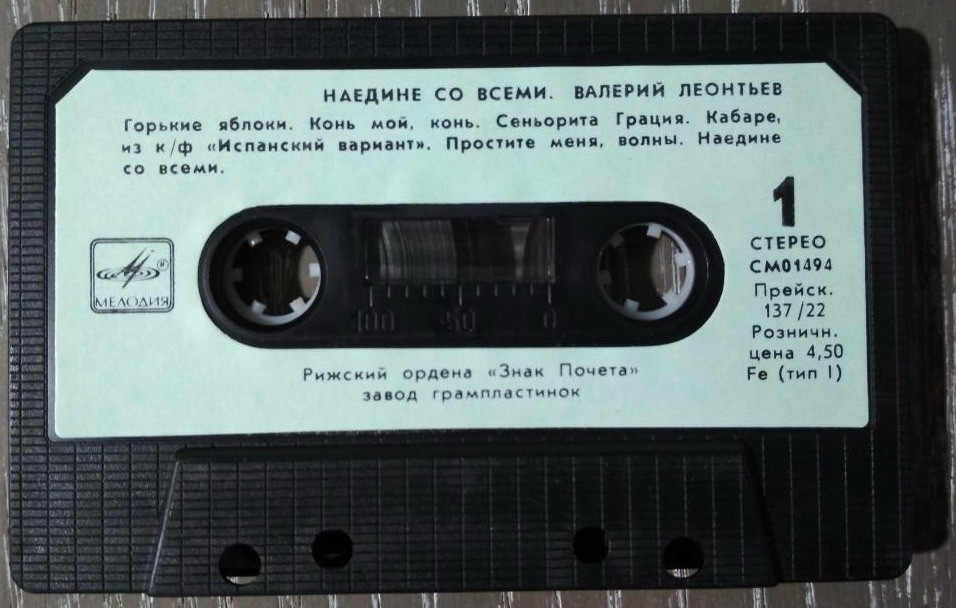 НАЕДИНЕ СО ВСЕМИ. ВАЛЕРИЙ ЛЕОНТЬЕВ
Горькие яблоки. Конь мой, конь. Сеньорита Грация. Кабаре,
из к/ф «Испанский вариант». Простите меня, волны. Наедине
со всеми.
1
СТЕРЕО
СМ01494
Прейск.
137/22
Розничн.
цена 4,50
Fe (тип I)
® МЕЛОДИЯ
100 50 0
Рижский ордена «Знак Почета»
завод грампластинок